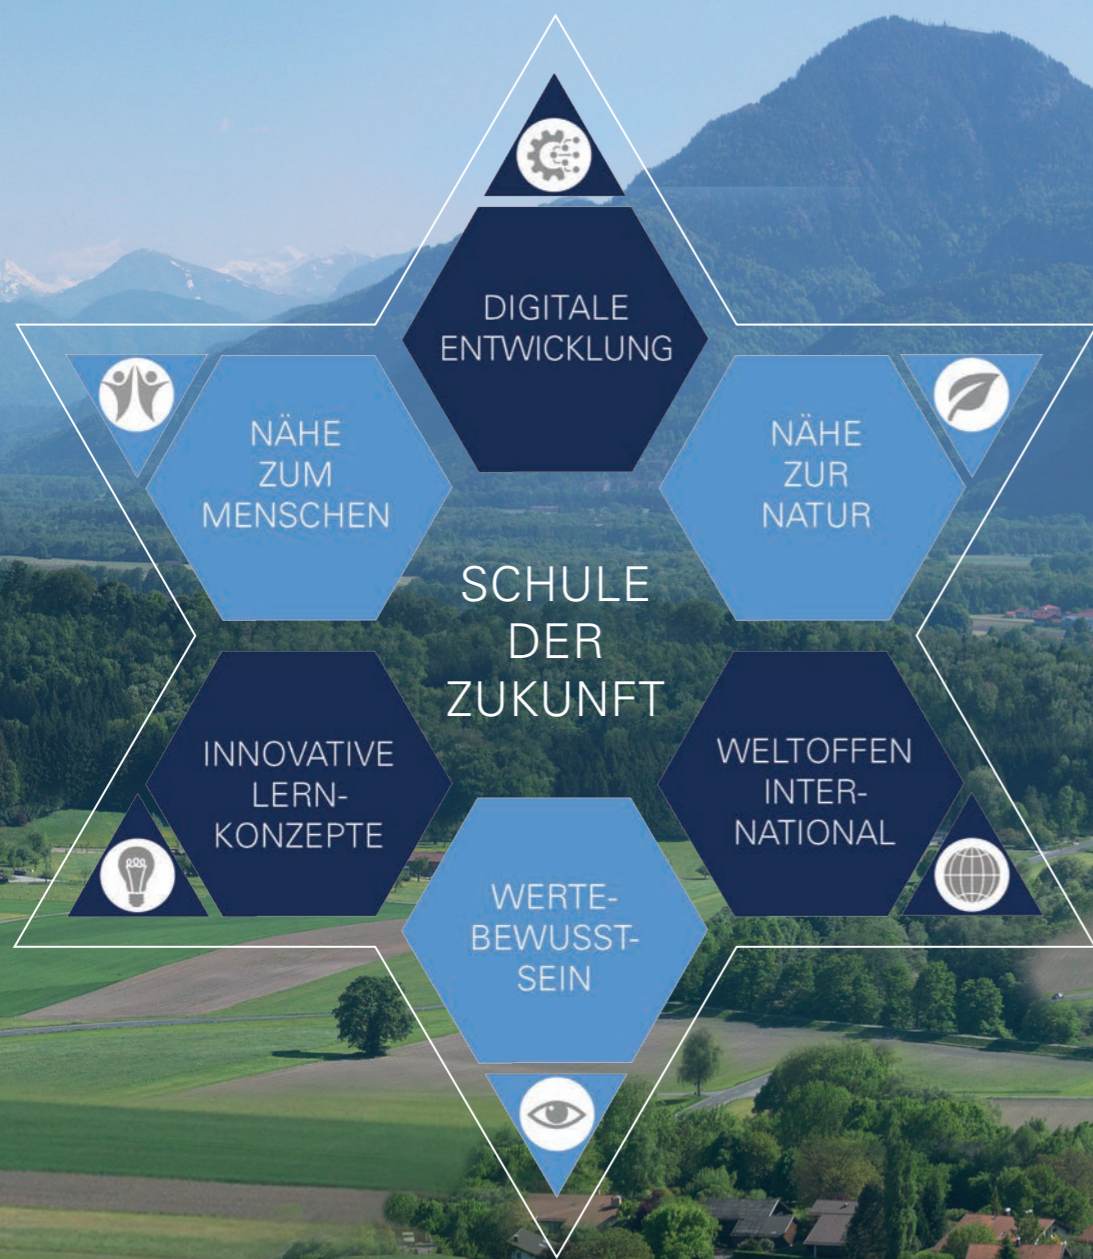 DIGITALE
ENTWICKLUNG
NÄHE
ZUM
MENSCHEN
NÄHE
ZUR
NATUR
SCHULE
DER
ZUKUNFT
INNOVATIVE
LERN-
KONZEPTE
WELTOFFEN
INTER-
NATIONAL
WERTE-
BEWUSST-
SEIN